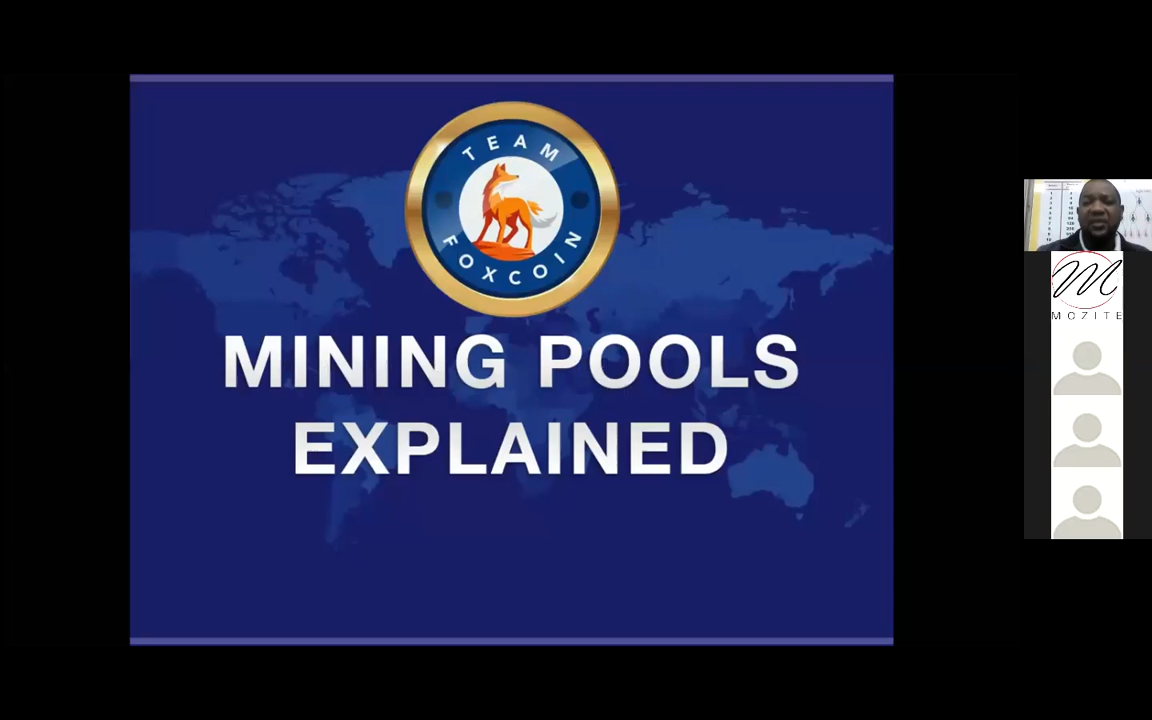 TEAM
FOXCOIN
MINING POOLS
EXPLAINED
M
MOZITE